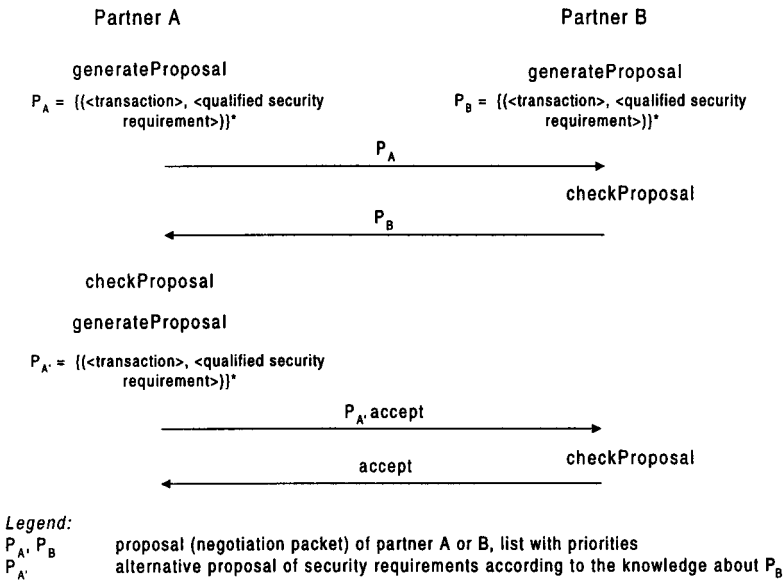 Partner A Partner B
generateProposal generateProposal
P_A = {(<transaction>, <qualified security P_B = {(<transaction>, <qualified security
requirement>)}* requirement>)}*
P_A
checkProposal
P_B
checkProposal
generateProposal
P_A' = {(<transaction>, <qualified security
requirement>)}*
P_A', accept
accept checkProposal
Legend:
P_A, P_B proposal (negotiation packet) of partner A or B, list with priorities
P_A' alternative proposal of security requirements according to the knowledge about P_B